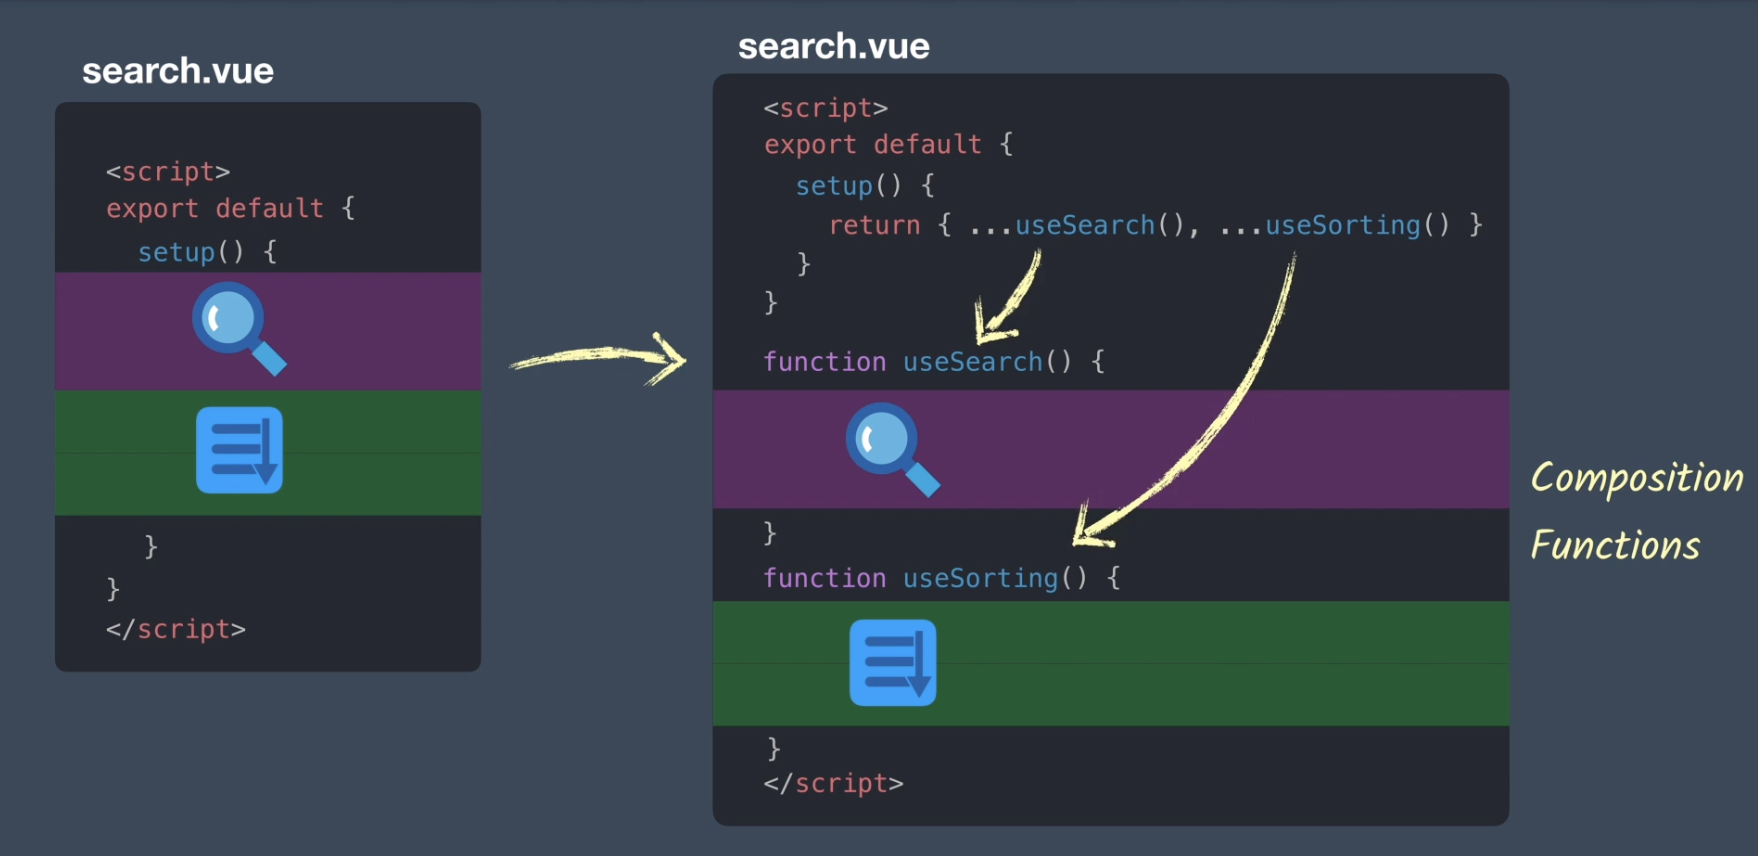 search.vue
<script>
export default {
setup() {
}
}
</script>
search.vue
<script>
export default {
setup() {
return { ...useSearch(), ...useSorting() }
}
}
function useSearch() {
}
function useSorting() {
}
</script>
Composition
Functions